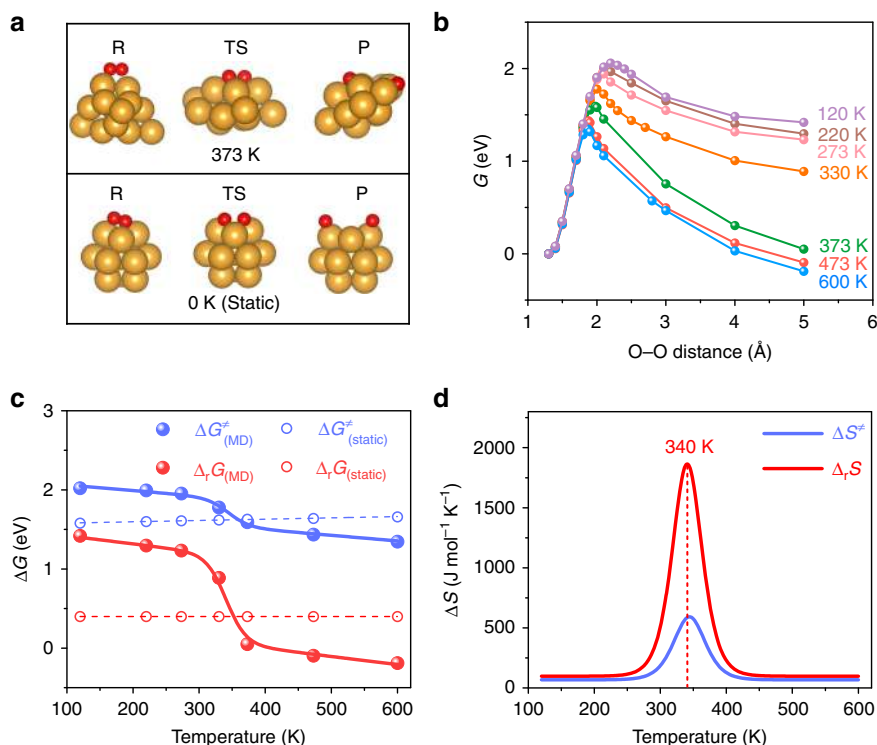 a
R TS P
373 K
R TS P
0 K (Static)
b
G (eV)
2
1
0
120 K
220 K
273 K
330 K
373 K
473 K
600 K
1 2 3 4 5 6
O–O distance (Å)
c
ΔG (eV)
3
2
1
0
ΔG≠(MD) ΔG≠(static)
ΔrG(MD) ΔrG(static)
100 200 300 400 500 600
Temperature (K)
d
ΔS (J mol−1 K−1)
2000
1500
1000
500
0
340 K
ΔS≠
ΔrS
100 200 300 400 500 600
Temperature (K)